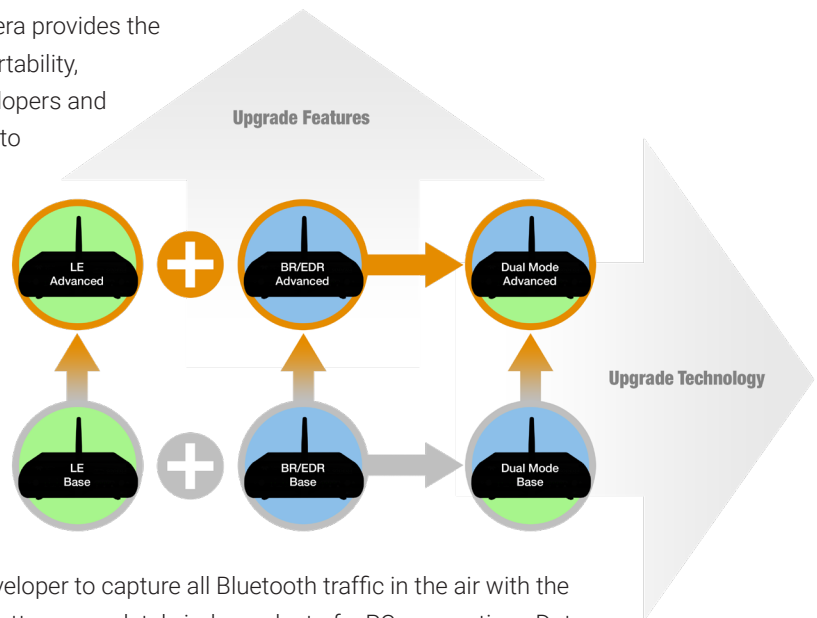 era provides the
rtability,
lopers and
to
Upgrade Features
LE
Advanced
BR/EDR
Advanced
Dual Mode
Advanced
Upgrade Technology
LE
Base
BR/EDR
Base
Dual Mode
Base
veloper to capture all Bluetooth traffic in the air with the